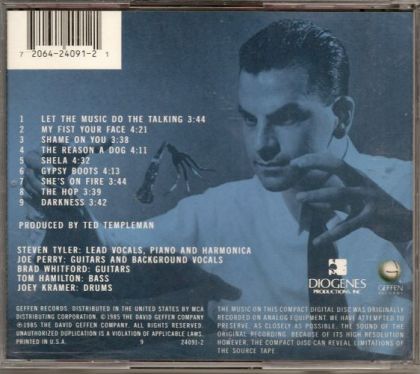 7 2064-24091-2 1
1 LET THE MUSIC DO THE TALKING 3:44
2 MY FIST YOUR FACE 4:21
3 SHAME ON YOU 3:38
4 THE REASON A DOG 4:11
5 SHELA 4:32
6 GYPSY BOOTS 4:13
7 SHE'S ON FIRE 3:44
8 THE HOP 3:39
9 DARKNESS 3:42
PRODUCED BY TED TEMPLEMAN
STEVEN TYLER: LEAD VOCALS, PIANO AND HARMONICA
JOE PERRY: GUITARS AND BACKGROUND VOCALS
BRAD WHITFORD: GUITARS
TOM HAMILTON: BASS
JOEY KRAMER: DRUMS
DIOGENES
PRODUCTIONS, INC.
GEFFEN
GEFFEN RECORDS. DISTRIBUTED IN THE UNITED STATES BY MCA
DISTRIBUTING CORPORATION. ©1985 THE DAVID GEFFEN COMPANY.
℗1985 THE DAVID GEFFEN COMPANY. ALL RIGHTS RESERVED.
UNAUTHORIZED DUPLICATION IS A VIOLATION OF APPLICABLE LAWS.
PRINTED IN U.S.A. 9 24091-2
THE MUSIC ON THIS COMPACT DIGITAL DISC WAS ORIGINALLY
RECORDED ON ANALOG EQUIPMENT. WE HAVE ATTEMPTED TO
PRESERVE, AS CLOSELY AS POSSIBLE, THE SOUND OF THE
ORIGINAL RECORDING. BECAUSE OF ITS HIGH RESOLUTION,
HOWEVER, THE COMPACT DISC CAN REVEAL LIMITATIONS OF
THE SOURCE TAPE.